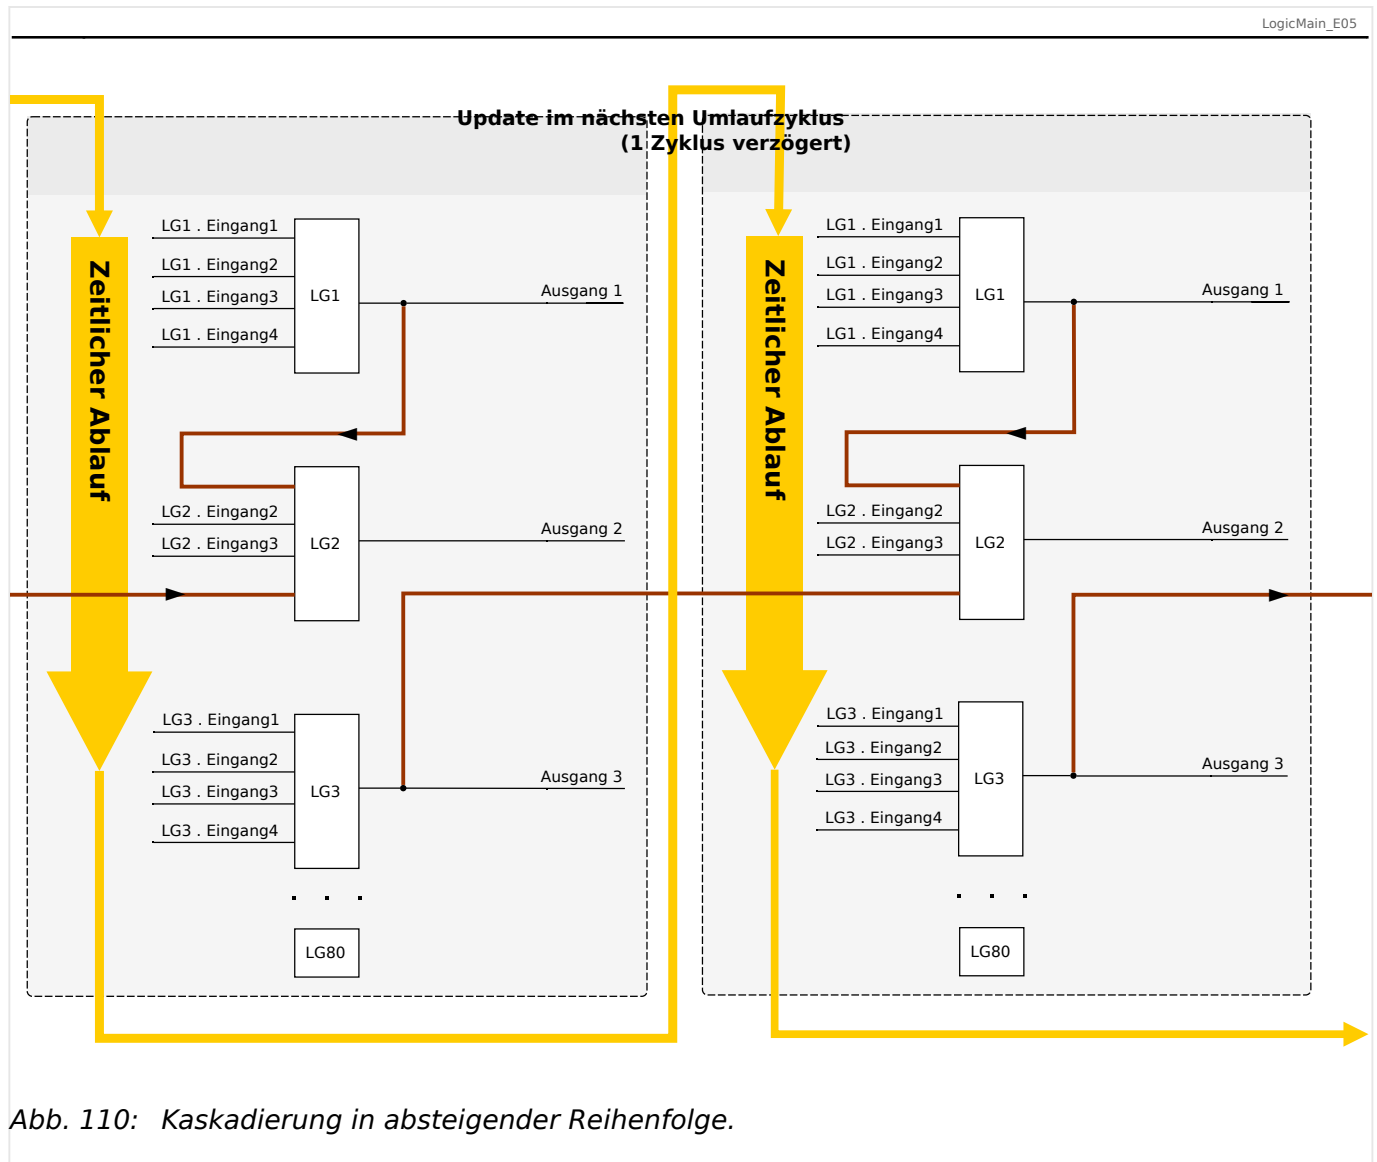 LogicMain_E05
Update im nächsten Umlaufzyklus
(1 Zyklus verzögert)
Zeitlicher Ablauf
LG1 . Eingang1
LG1 . Eingang2
LG1 . Eingang3
LG1 . Eingang4
LG1
Ausgang 1
LG2 . Eingang2
LG2 . Eingang3
LG2
Ausgang 2
LG3 . Eingang1
LG3 . Eingang2
LG3 . Eingang3
LG3 . Eingang4
LG3
Ausgang 3
. . .
LG80
Zeitlicher Ablauf
LG1 . Eingang1
LG1 . Eingang2
LG1 . Eingang3
LG1 . Eingang4
LG1
Ausgang 1
LG2 . Eingang2
LG2 . Eingang3
LG2
Ausgang 2
LG3 . Eingang1
LG3 . Eingang2
LG3 . Eingang3
LG3 . Eingang4
LG3
Ausgang 3
. . .
LG80
Abb. 110: Kaskadierung in absteigender Reihenfolge.